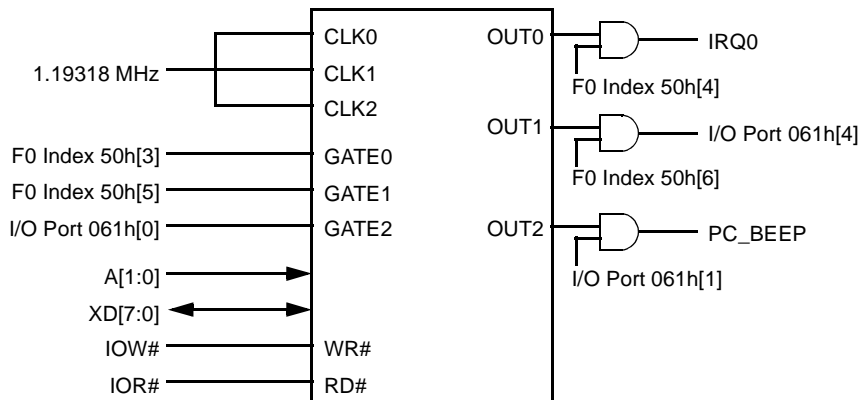 CLK0
OUT0
IRQ0
1.19318 MHz
CLK1
F0 Index 50h[4]
CLK2
OUT1
I/O Port 061h[4]
F0 Index 50h[3]
GATE0
F0 Index 50h[6]
F0 Index 50h[5]
GATE1
I/O Port 061h[0]
GATE2
OUT2
PC_BEEP
A[1:0]
I/O Port 061h[1]
XD[7:0]
IOW#
WR#
IOR#
RD#